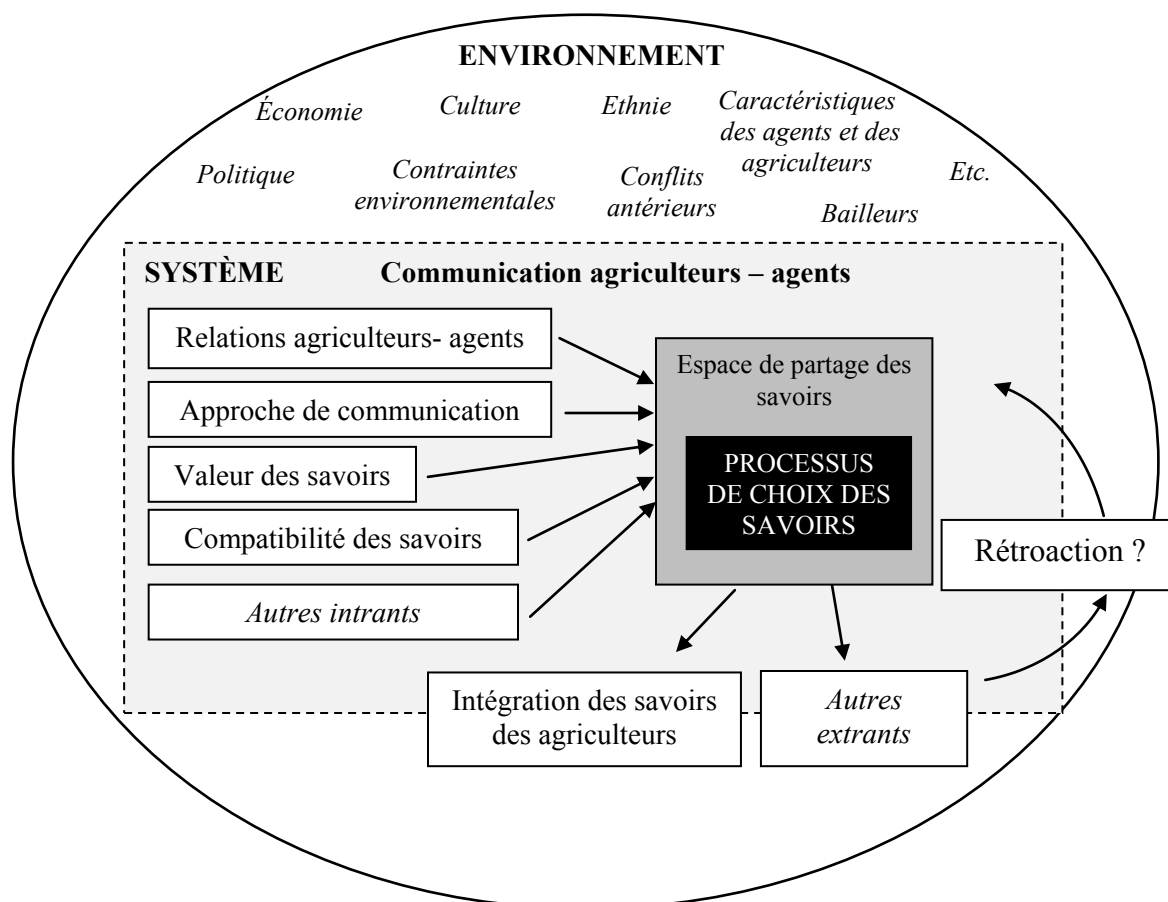 ENVIRONNEMENT
Économie
Culture
Ethnie
Caractéristiques
des agents et des
agriculteurs
Politique
Contraintes
environnementales
Conflits
antérieurs
Bailleurs
Etc.
SYSTÈME
Communication agriculteurs – agents
Relations agriculteurs- agents
Approche de communication
Valeur des savoirs
Compatibilité des savoirs
Autres intrants
Espace de partage des
savoirs
PROCESSUS
DE CHOIX DES
SAVOIRS
Rétroaction ?
Intégration des savoirs
des agriculteurs
Autres
extrants